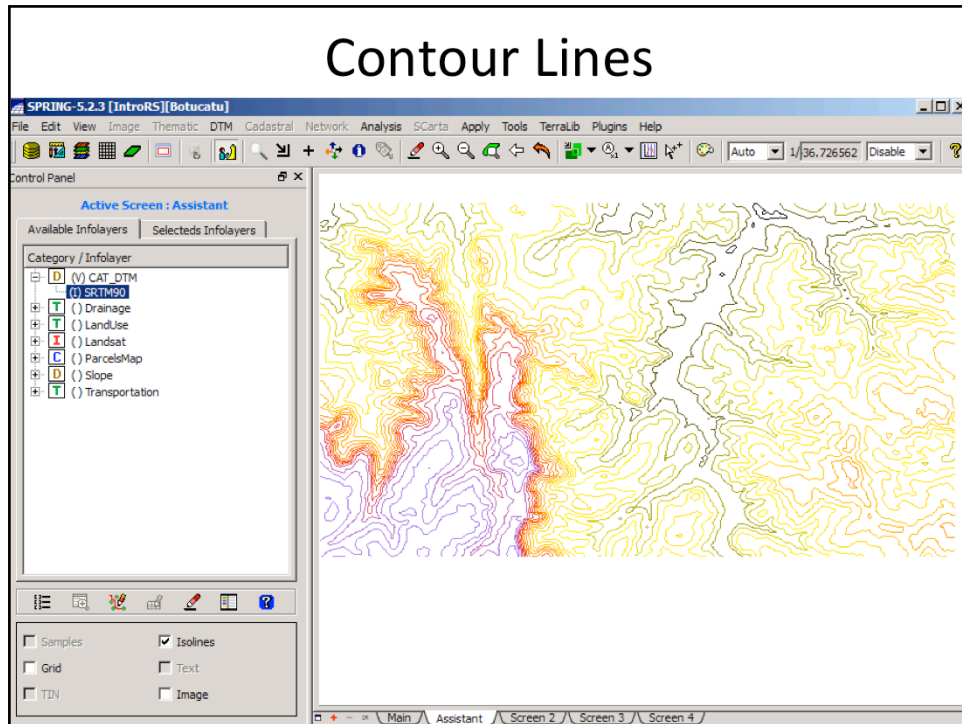 Contour Lines
SPRING-5.2.3 [IntroRS][Botucatu]
File Edit View Image Thematic DTM Cadastral Network Analysis SCarta Apply Tools TerraLib Plugins Help
Auto 1/ 36.726562 Disable
Control Panel
Active Screen : Assistant
Available Infolayers Selecteds Infolayers
Category / Infolayer
D (V) CAT_DTM
(I) SRTM90
T ( ) Drainage
T ( ) LandUse
I ( ) Landsat
C ( ) ParcelsMap
D ( ) Slope
T ( ) Transportation
Samples Isolines
Grid Text
TIN Image
Main Assistant Screen 2 Screen 3 Screen 4